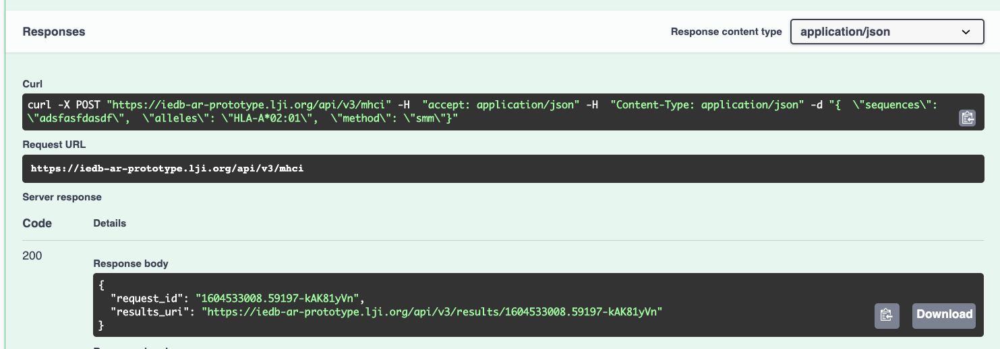 Responses
Response content type
application/json
Curl
curl -X POST "https://iedb-ar-prototype.lji.org/api/v3/mhci" -H  "accept: application/json" -H  "Content-Type: application/json" -d "{  \"sequences\":
\"adsfasfdasdf\",  \"alleles\": \"HLA-A*02:01\",  \"method\": \"smm\"}"
Request URL
https://iedb-ar-prototype.lji.org/api/v3/mhci
Server response
Code
Details
200
Response body
{
  "request_id": "1604533008.59197-kAK81yVn",
  "results_uri": "https://iedb-ar-prototype.lji.org/api/v3/results/1604533008.59197-kAK81yVn"
}
Download